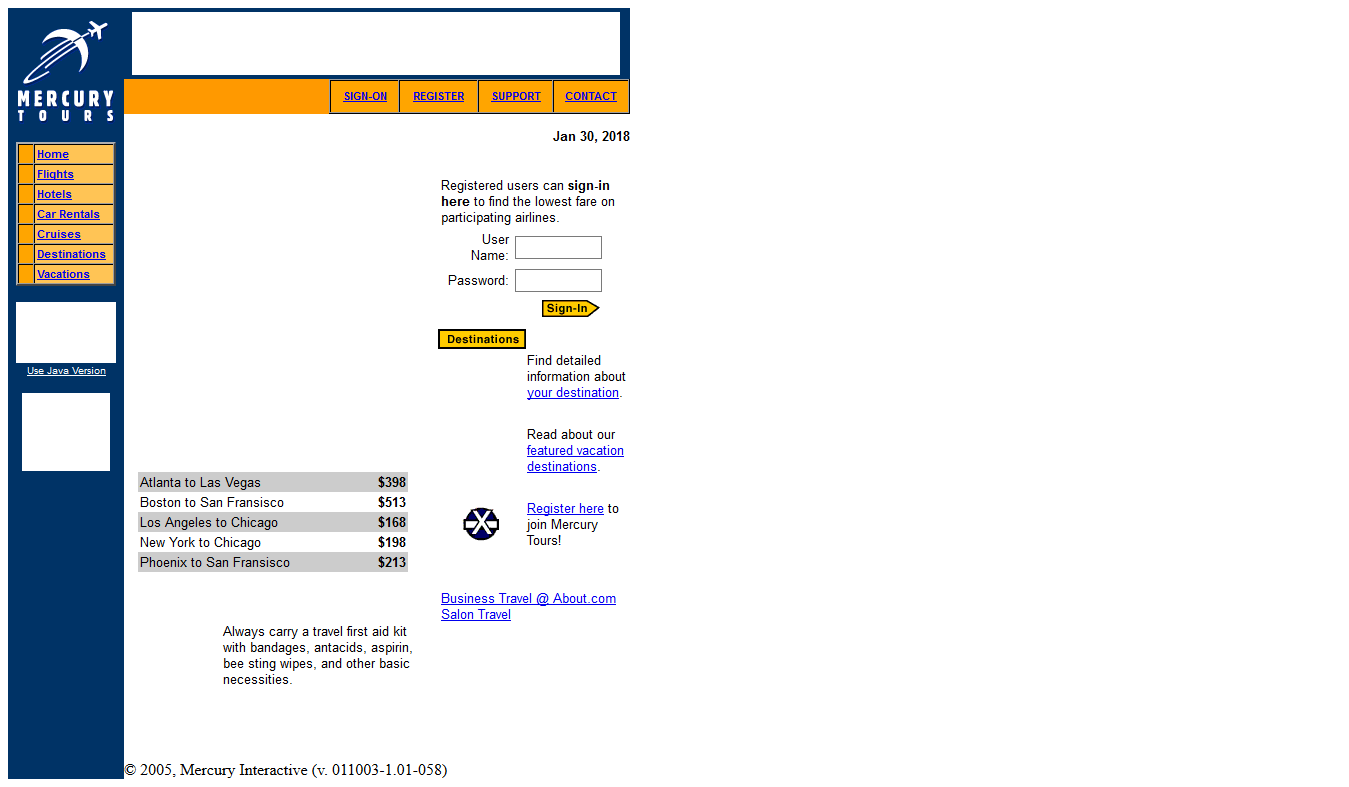 MERCURY
TOURS
SIGN-ON REGISTER SUPPORT CONTACT
Jan 30, 2018
Home
Flights
Hotels
Car Rentals
Cruises
Destinations
Vacations
Use Java Version
Registered users can sign-in
here to find the lowest fare on
participating airlines.
User
Name:
Password:
Sign-In
Destinations
Find detailed
information about
your destination.
Read about our
featured vacation
destinations.
Register here to
join Mercury
Tours!
Business Travel @ About.com
Salon Travel
Atlanta to Las Vegas $398
Boston to San Fransisco $513
Los Angeles to Chicago $168
New York to Chicago $198
Phoenix to San Fransisco $213
Always carry a travel first aid kit
with bandages, antacids, aspirin,
bee sting wipes, and other basic
necessities.
© 2005, Mercury Interactive (v. 011003-1.01-058)